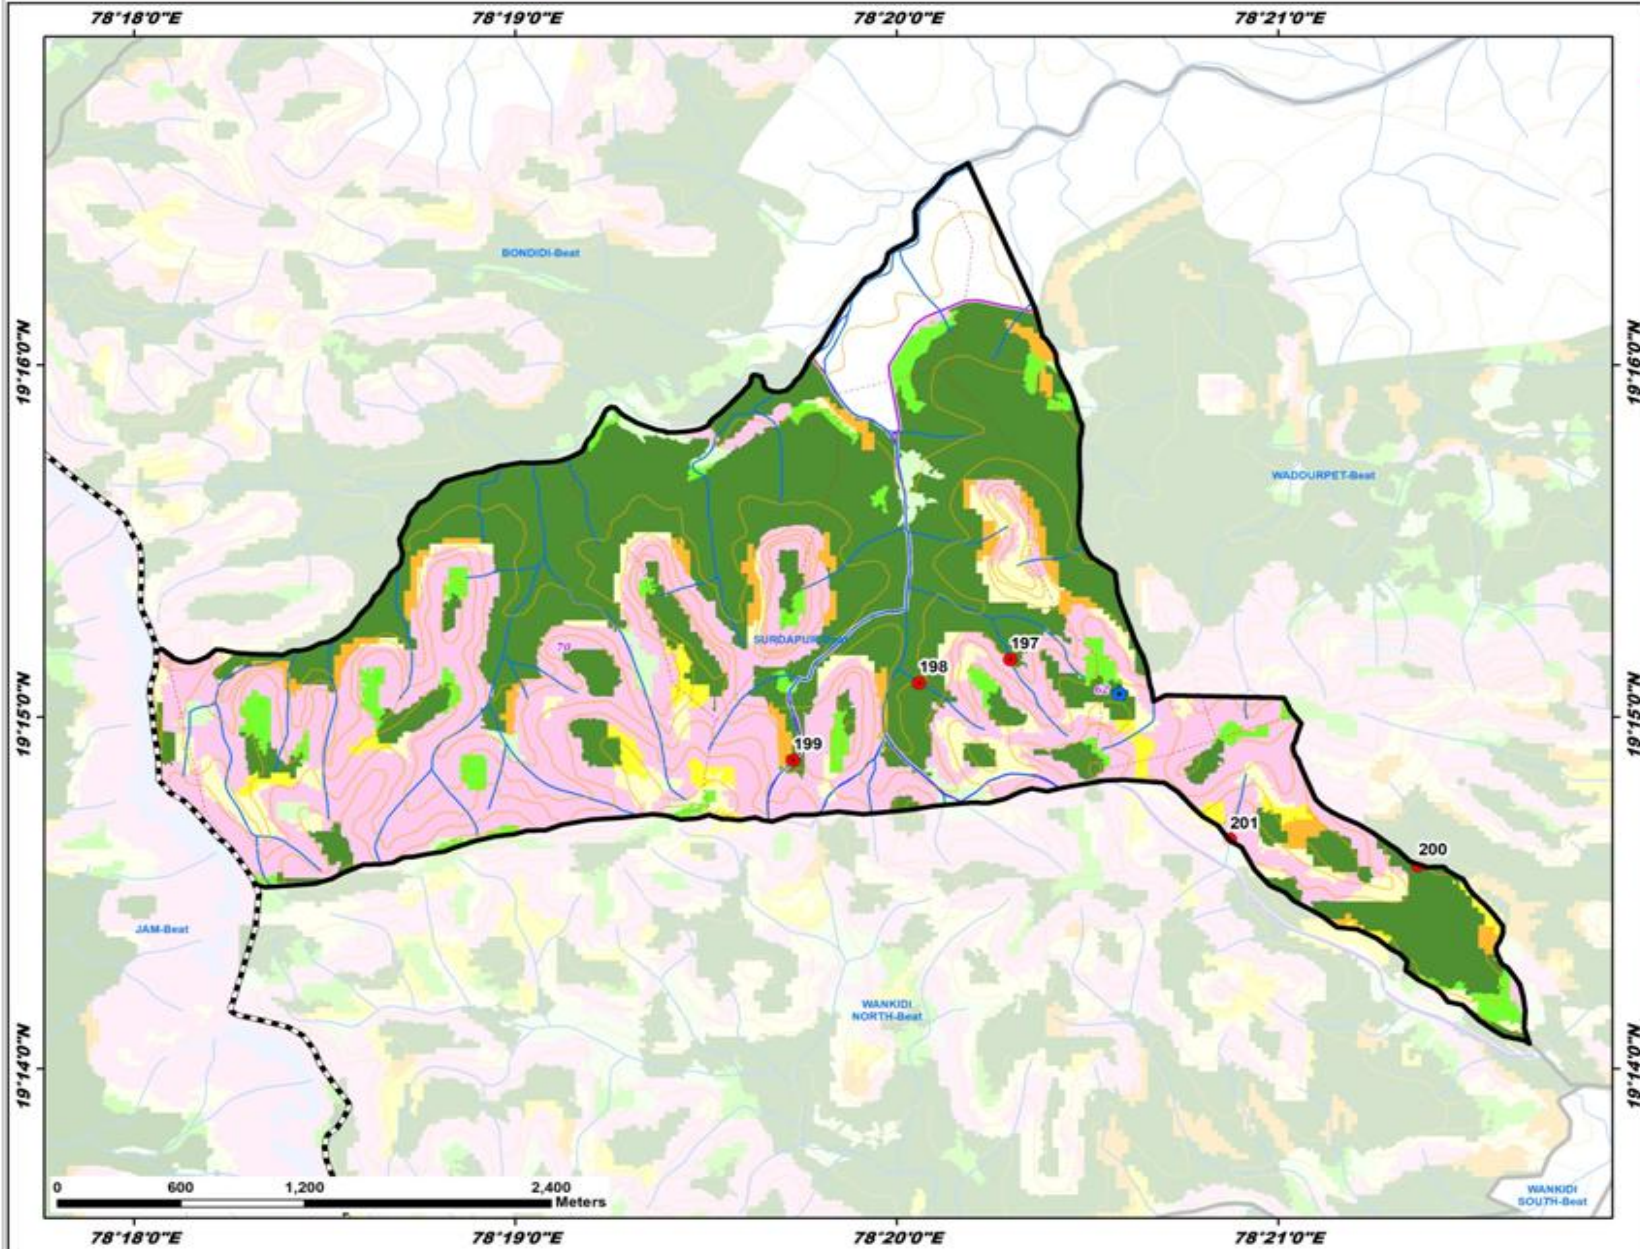 78°18'0"E
78°19'0"E
78°20'0"E
78°21'0"E
BONDIDI-Beat
19°16'0"N
19°16'0"N
WADOURPET-Beat
SURDAPUR-Beat
70
197
198
19°15'0"N
19°15'0"N
199
201
200
JAM-Beat
WANKIDI
NORTH-Beat
19°14'0"N
19°14'0"N
0 600 1,200 2,400
Meters
WANKIDI
SOUTH-Beat
78°18'0"E
78°19'0"E
78°20'0"E
78°21'0"E